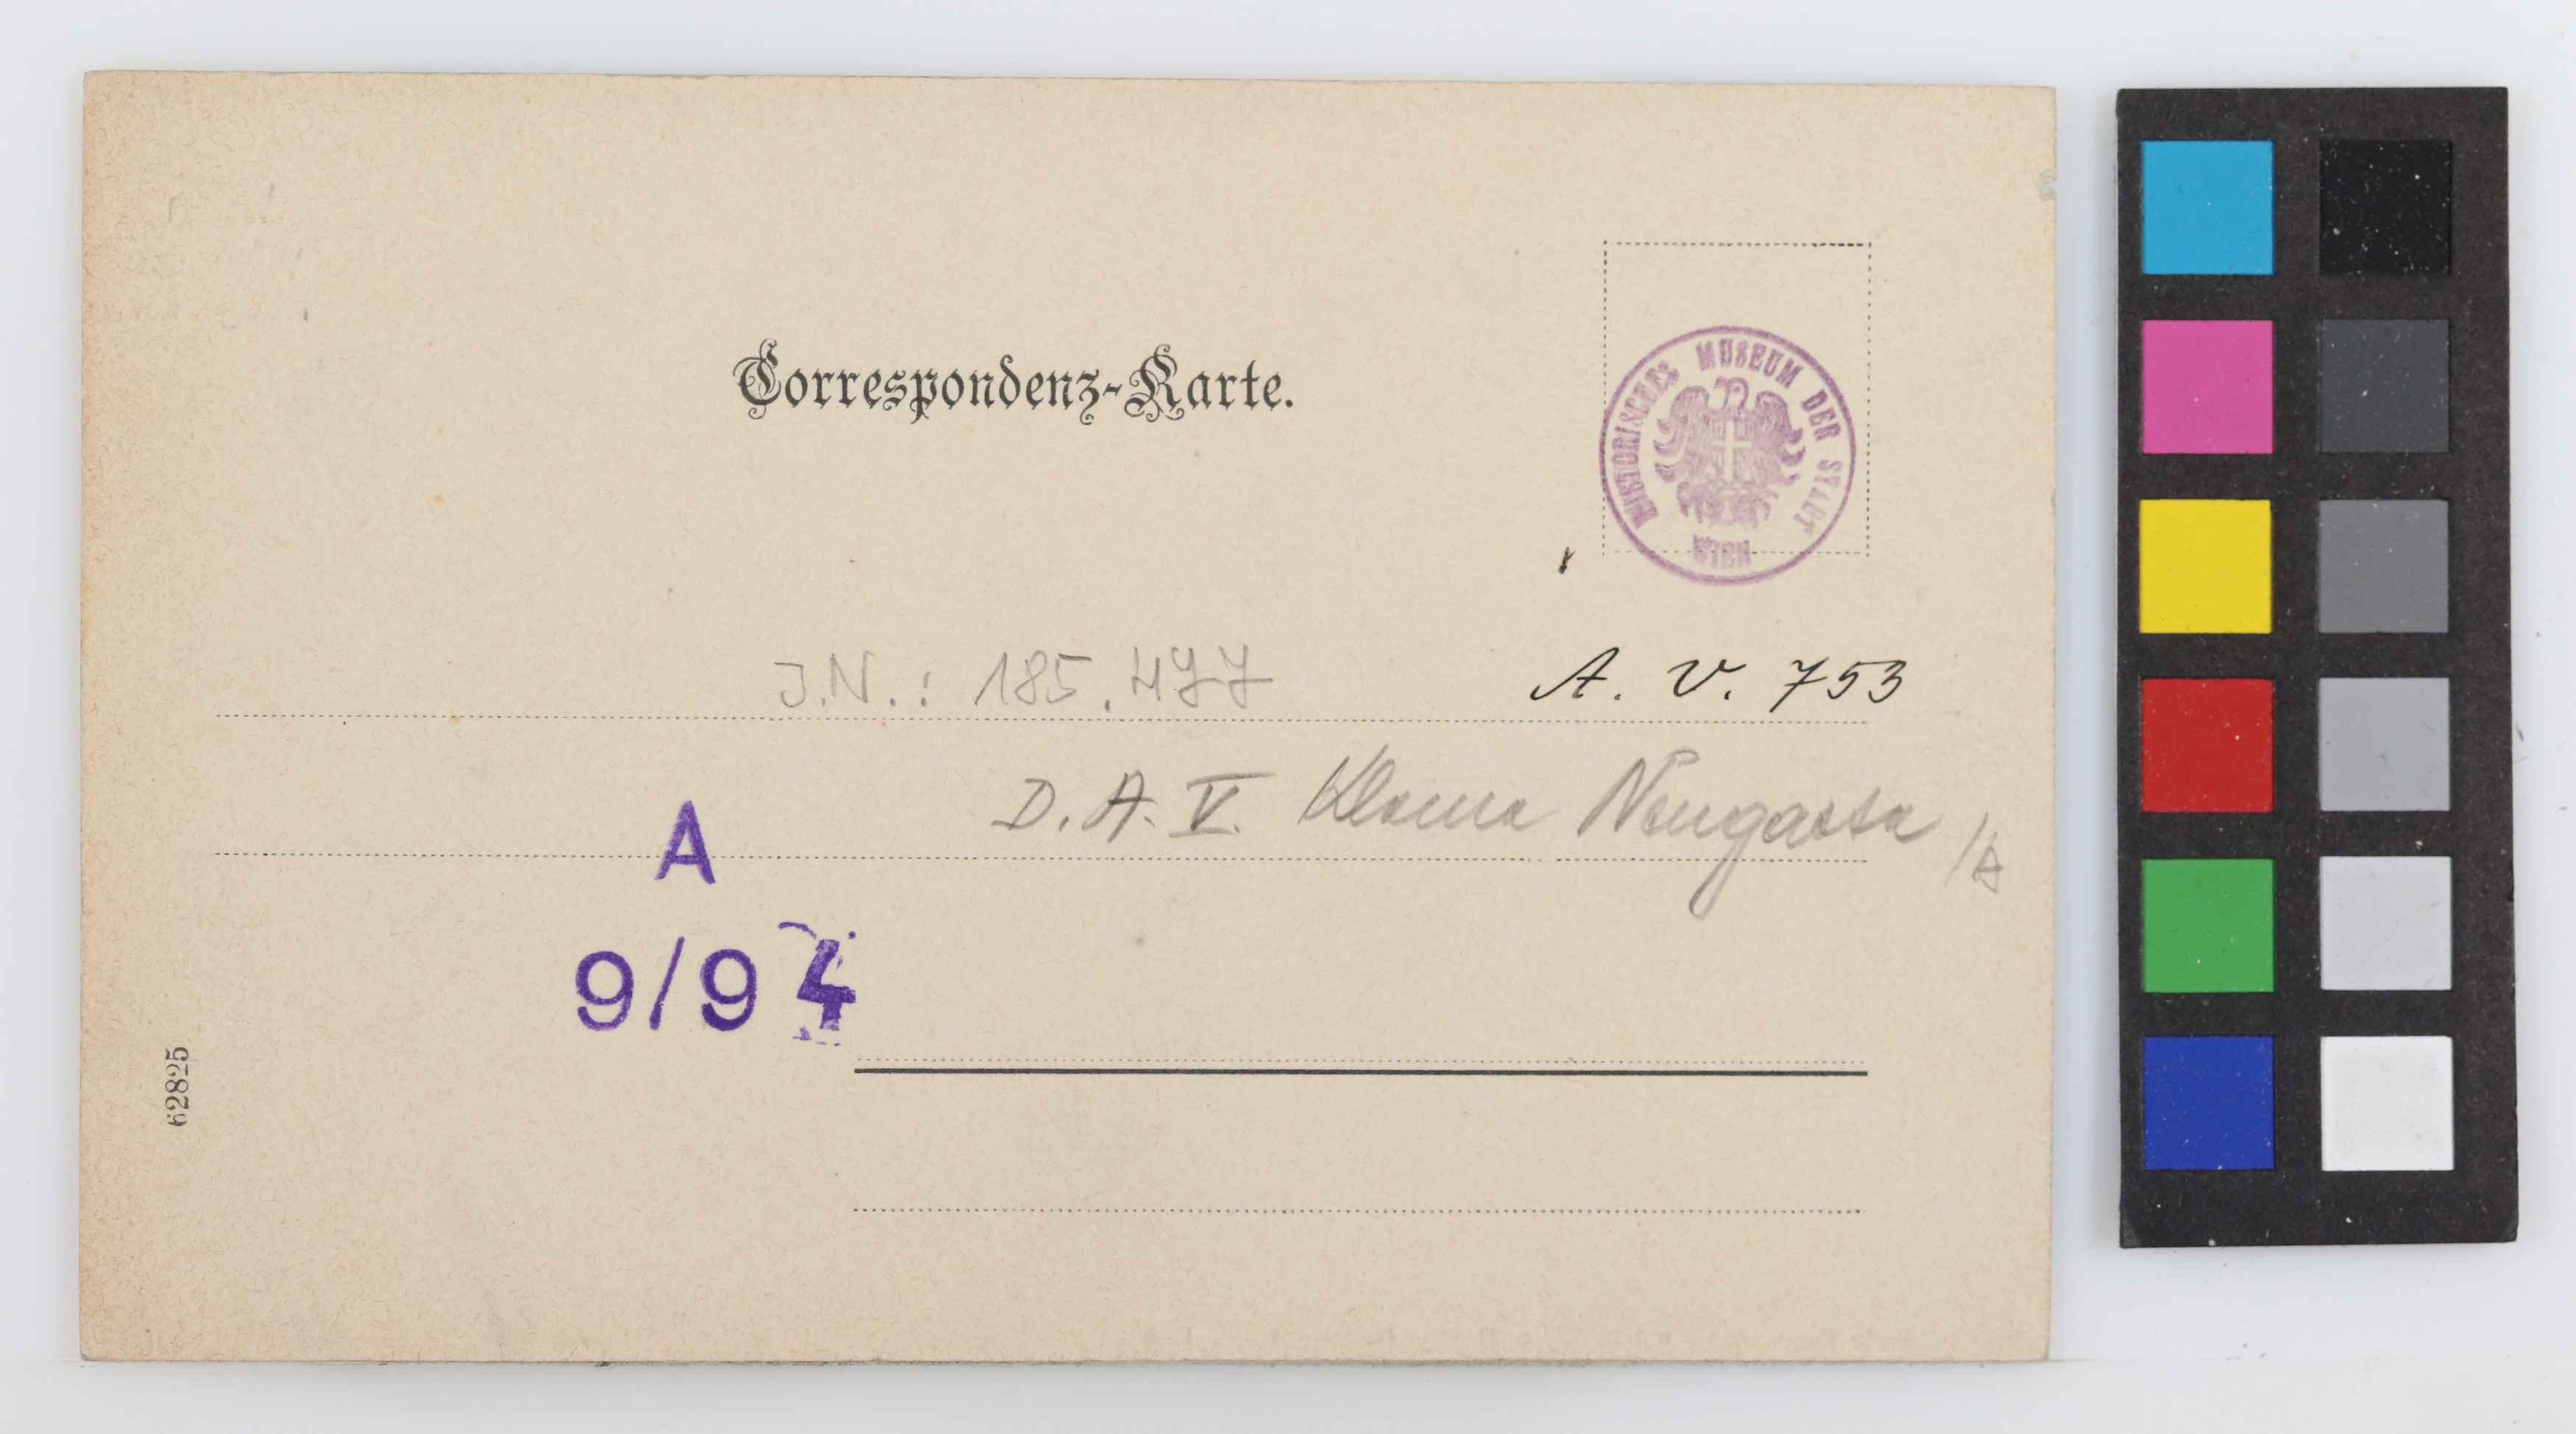 Correspondenz-Karte.
HISTORISCHES MUSEUM DER STADT WIEN
J.N.: 185.477
A. V. 753
D. A. V. Kleine Neugasse
A
9/94
62825